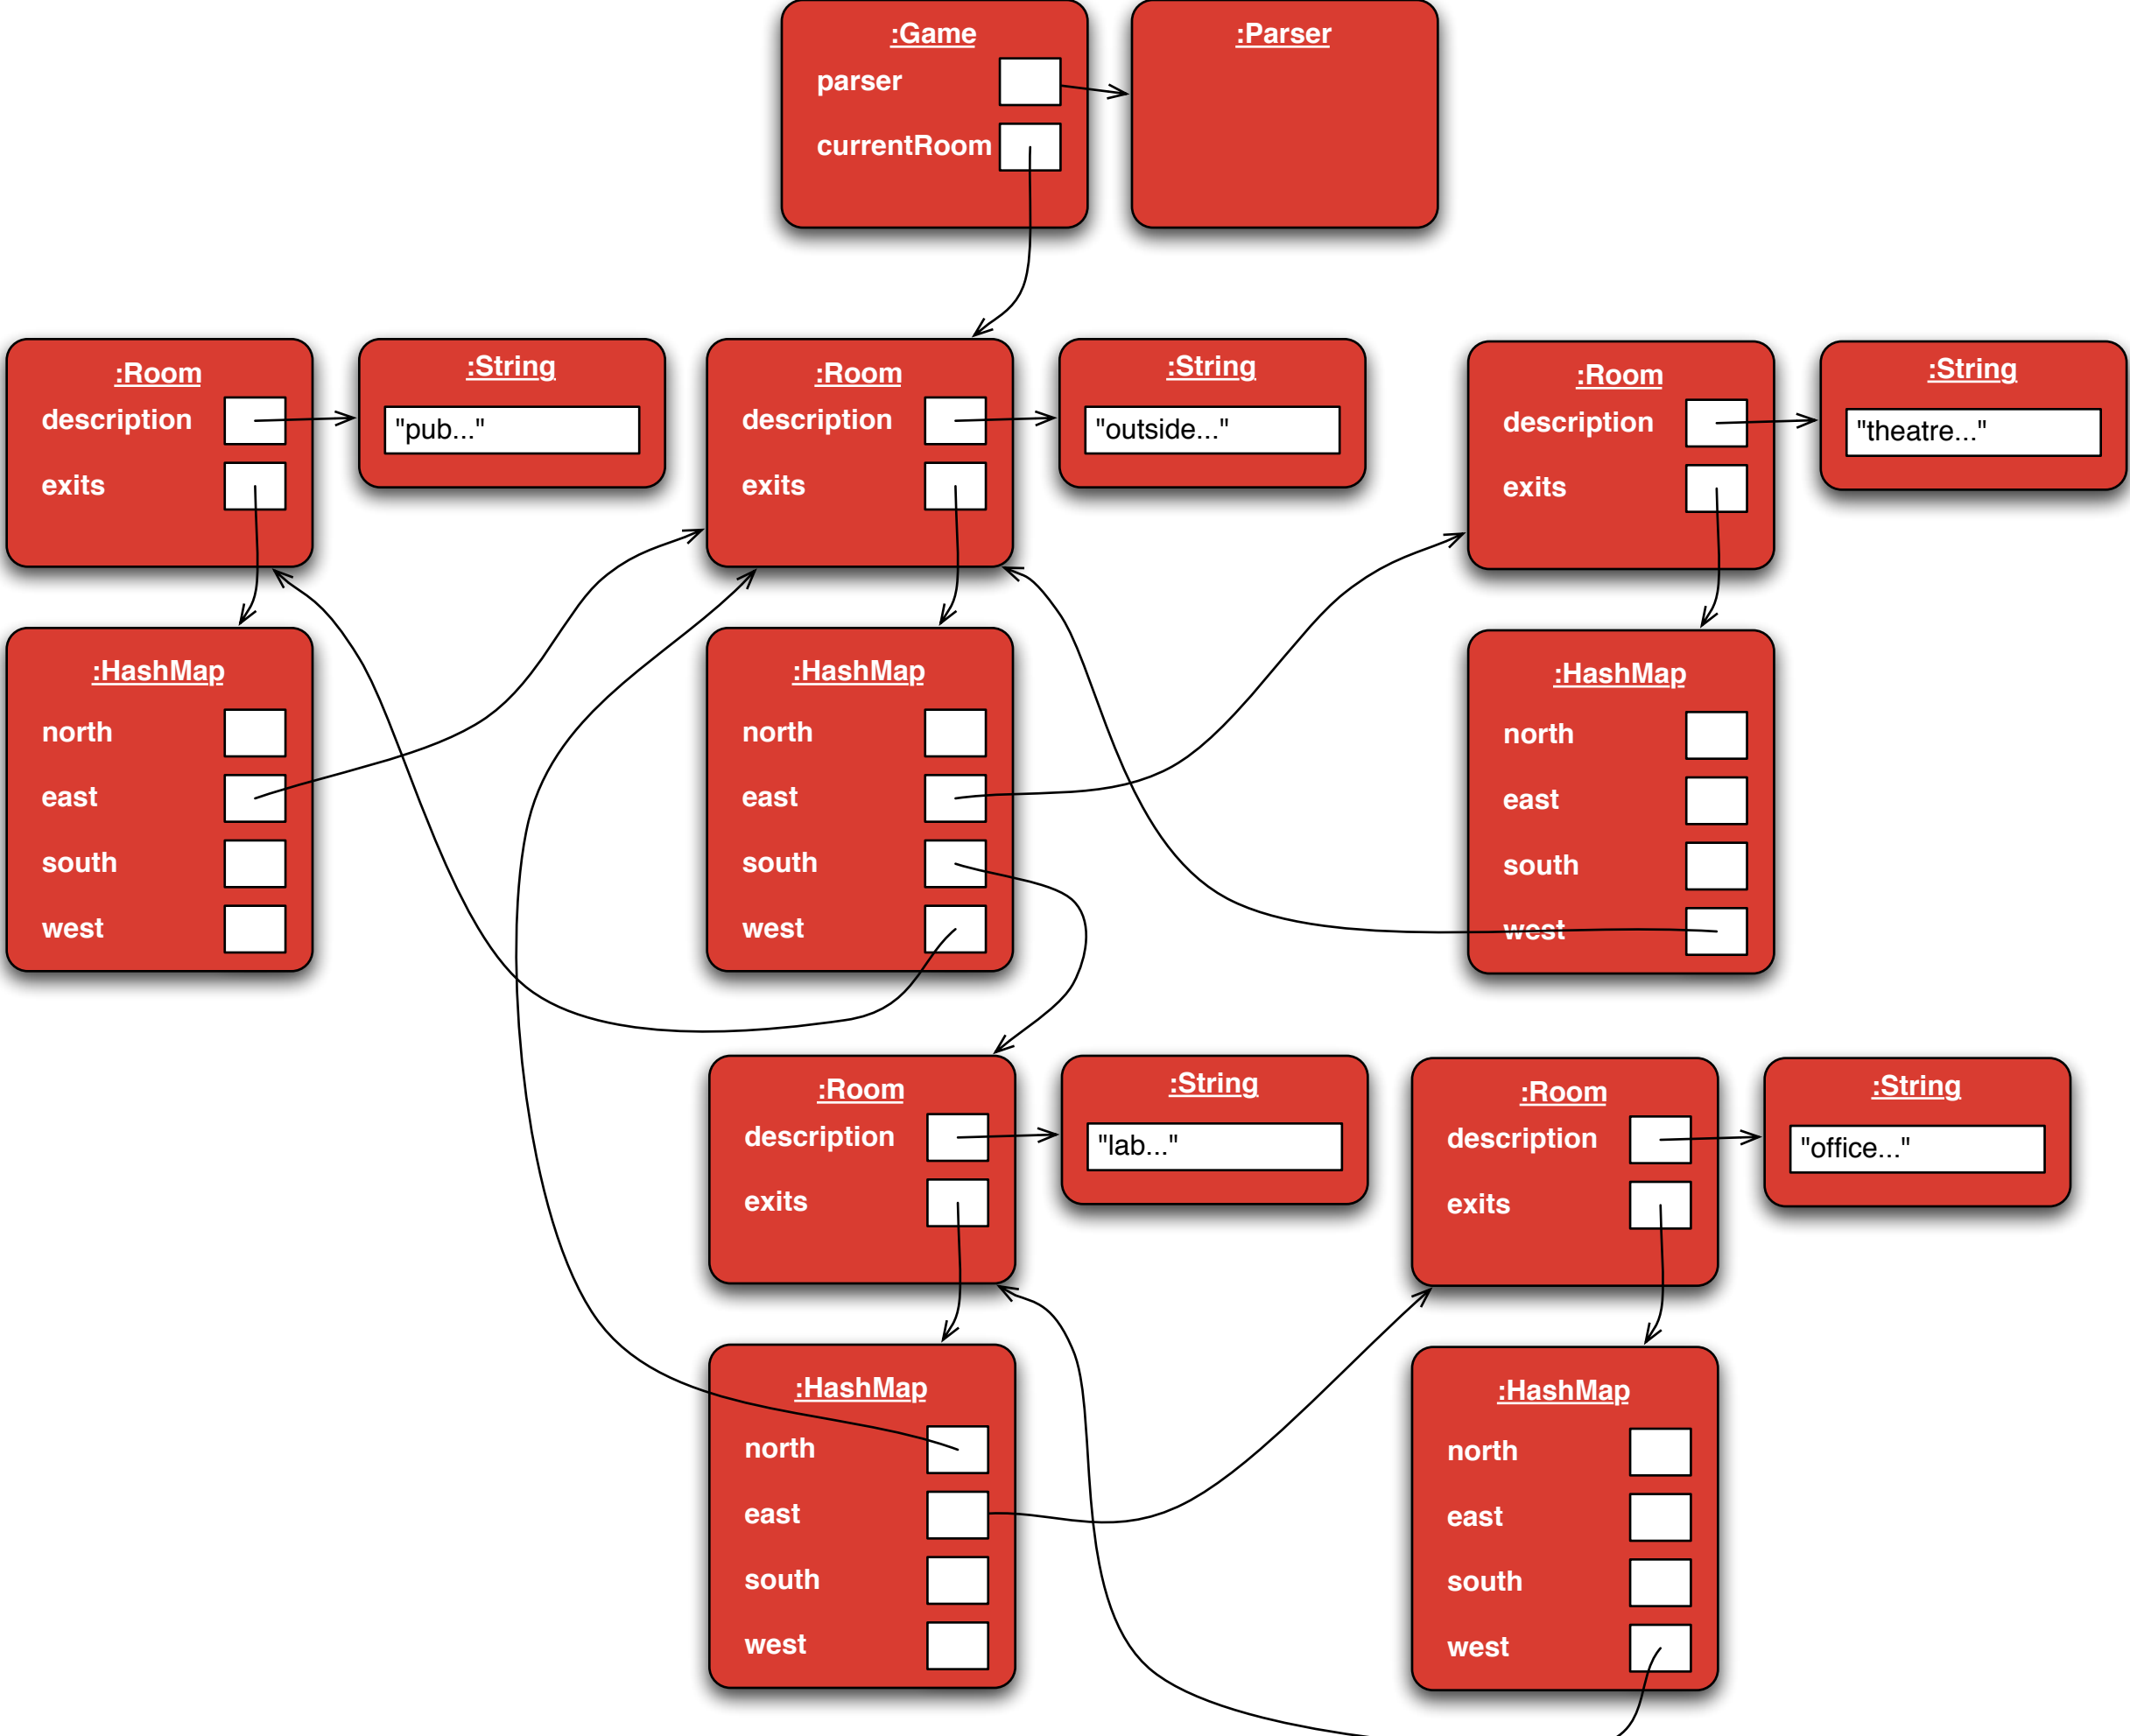 :Game
parser
currentRoom
:Parser
:Room
description
exits
:String
"pub..."
:Room
description
exits
:String
"outside..."
:Room
description
exits
:String
"theatre..."
:HashMap
north
east
south
west
:HashMap
north
east
south
west
:HashMap
north
east
south
west
:Room
description
exits
:String
"lab..."
:Room
description
exits
:String
"office..."
:HashMap
north
east
south
west
:HashMap
north
east
south
west